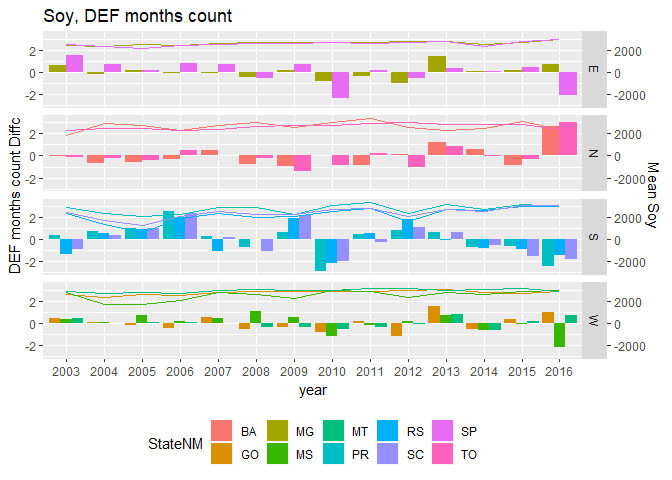 Soy, DEF months count
2
0
-2
2000
0
-2000
E
2
0
-2
2000
0
-2000
N
2
0
-2
2000
0
-2000
S
2
0
-2
2000
0
-2000
W
DEF months count Diffc
Mean Soy
2003 2004 2005 2006 2007 2008 2009 2010 2011 2012 2013 2014 2015 2016
year
StateNM
BA MG MT RS SP
GO MS PR SC TO